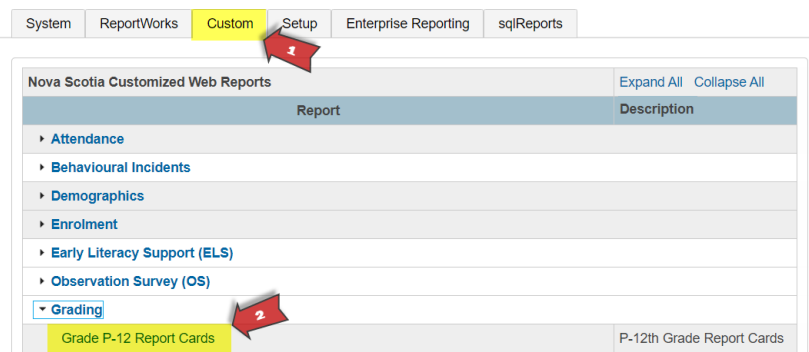 System ReportWorks Custom Setup Enterprise Reporting sqlReports
1
Nova Scotia Customized Web Reports Expand All Collapse All
Report Description
Attendance
Behavioural Incidents
Demographics
Enrolment
Early Literacy Support (ELS)
Observation Survey (OS)
Grading
2
Grade P-12 Report Cards P-12th Grade Report Cards